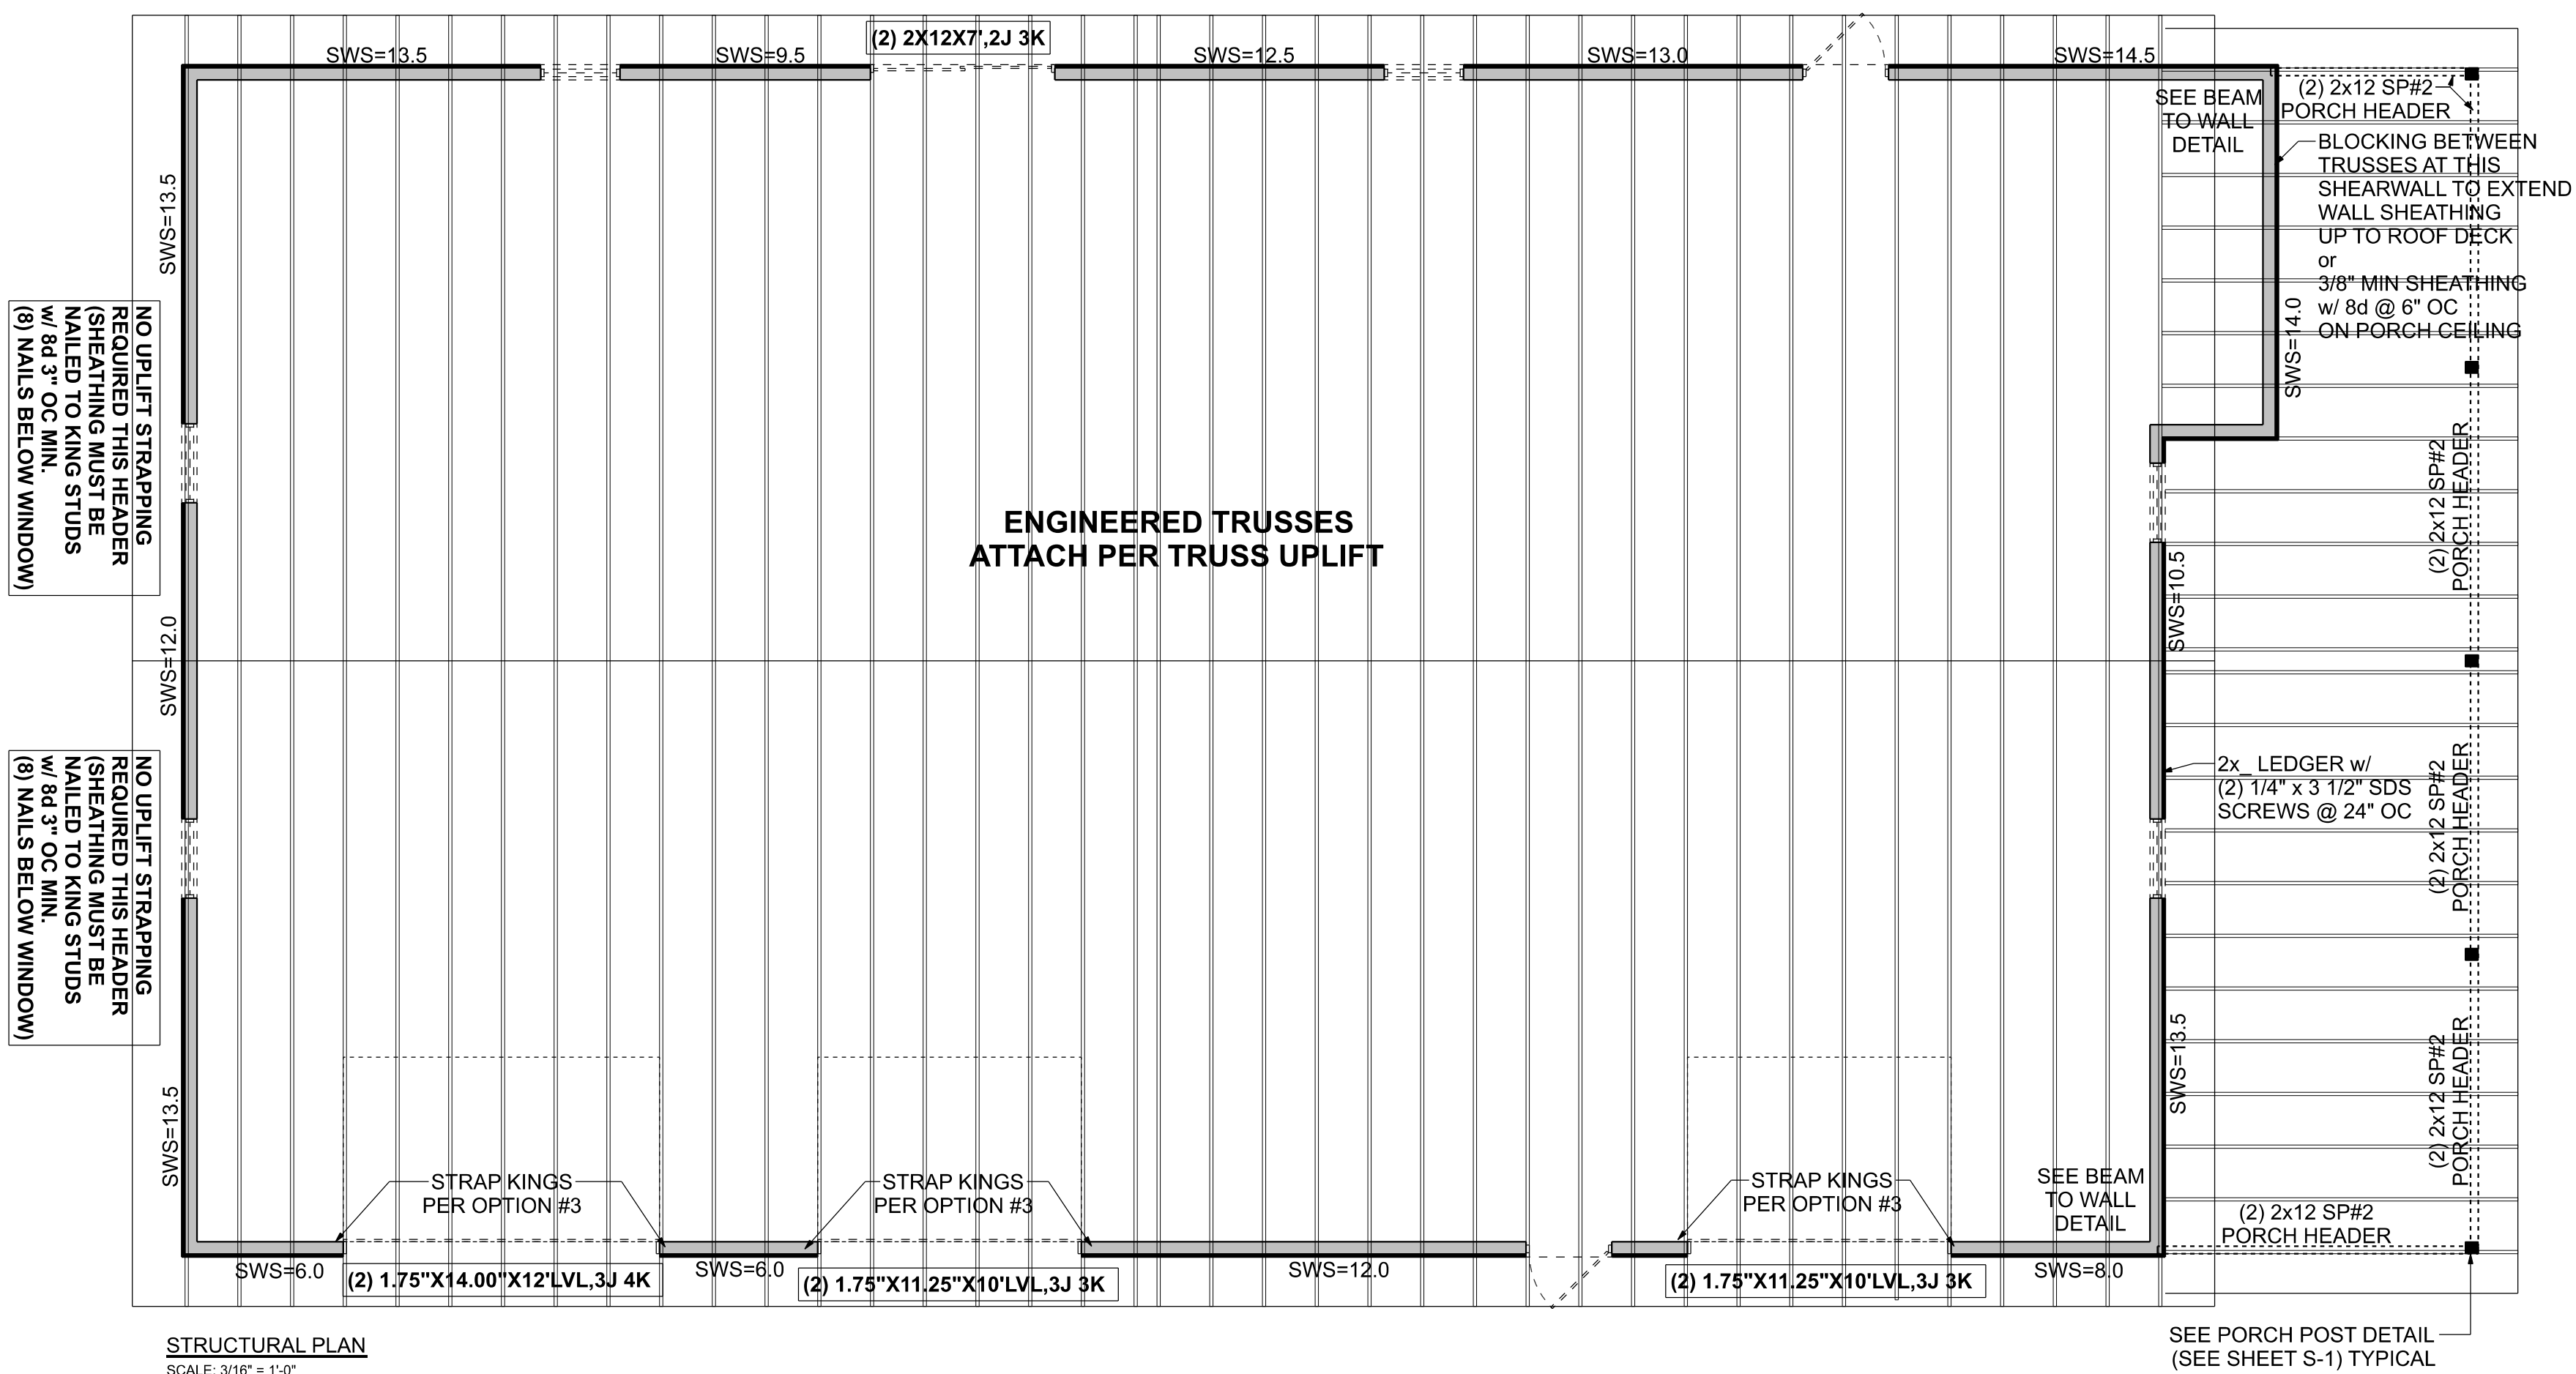 SWS=13.5
SWS=9.5
(2) 2X12X7',2J 3K
SWS=12.5
SWS=13.0
SWS=14.5
SEE BEAM
TO WALL
DETAIL
(2) 2x12 SP#2
PORCH HEADER
BLOCKING BETWEEN
TRUSSES AT THIS
SHEARWALL TO EXTEND
WALL SHEATHING
UP TO ROOF DECK
or
3/8" MIN SHEATHING
w/ 8d @ 6" OC
ON PORCH CEILING
SWS=13.5
SWS=14.0
NO UPLIFT STRAPPING
REQUIRED THIS HEADER
(SHEATHING MUST BE
NAILED TO KING STUDS
w/ 8d 3" OC MIN.
(8) NAILS BELOW WINDOW)
ENGINEERED TRUSSES
ATTACH PER TRUSS UPLIFT
(2) 2x12 SP#2
PORCH HEADER
SWS=10.5
SWS=12.0
NO UPLIFT STRAPPING
REQUIRED THIS HEADER
(SHEATHING MUST BE
NAILED TO KING STUDS
w/ 8d 3" OC MIN.
(8) NAILS BELOW WINDOW)
2x_ LEDGER w/
(2) 1/4" x 3 1/2" SDS
SCREWS @ 24" OC
(2) 2x12 SP#2
PORCH HEADER
SWS=13.5
SWS=13.5
(2) 2x12 SP#2
PORCH HEADER
STRAP KINGS
PER OPTION #3
STRAP KINGS
PER OPTION #3
STRAP KINGS
PER OPTION #3
SEE BEAM
TO WALL
DETAIL
(2) 2x12 SP#2
PORCH HEADER
SWS=6.0
(2) 1.75"X14.00"X12'LVL,3J 4K
SWS=6.0
(2) 1.75"X11.25"X10'LVL,3J 3K
SWS=12.0
(2) 1.75"X11.25"X10'LVL,3J 3K
SWS=8.0
STRUCTURAL PLAN
SCALE: 3/16" = 1'-0"
SEE PORCH POST DETAIL
(SEE SHEET S-1) TYPICAL